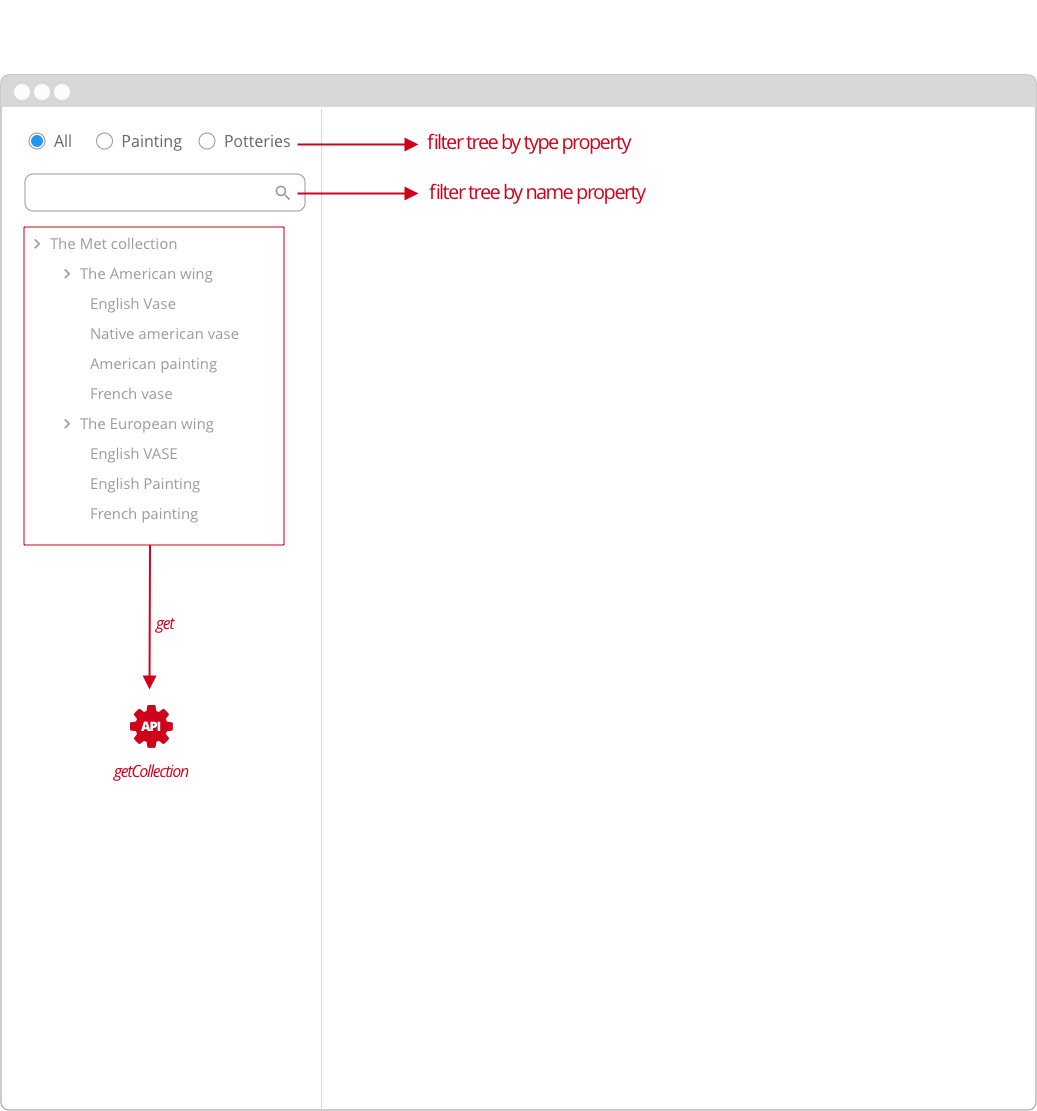 All Painting Potteries filter tree by type property
filter tree by name property
The Met collection
The American wing
English Vase
Native american vase
American painting
French vase
The European wing
English VASE
English Painting
French painting
get
API
getCollection